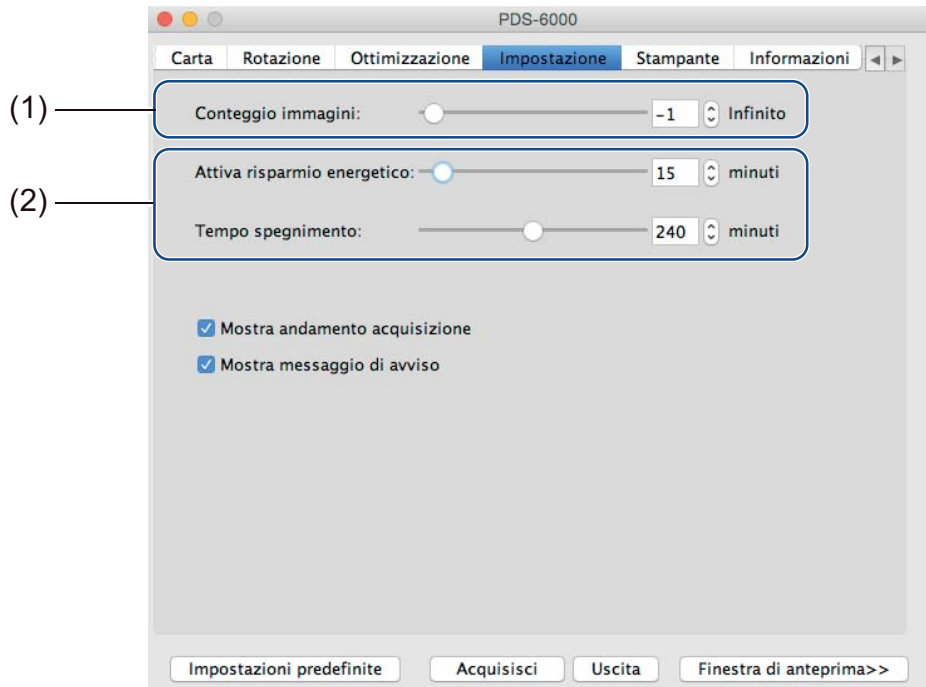 PDS-6000
Carta Rotazione Ottimizzazione Impostazione Stampante Informazioni
(1) Conteggio immagini: -1 Infinito
Attiva risparmio energetico: 15 minuti
(2)
Tempo spegnimento: 240 minuti
Mostra andamento acquisizione
Mostra messaggio di avviso
Impostazioni predefinite Acquisisci Uscita Finestra di anteprima>>